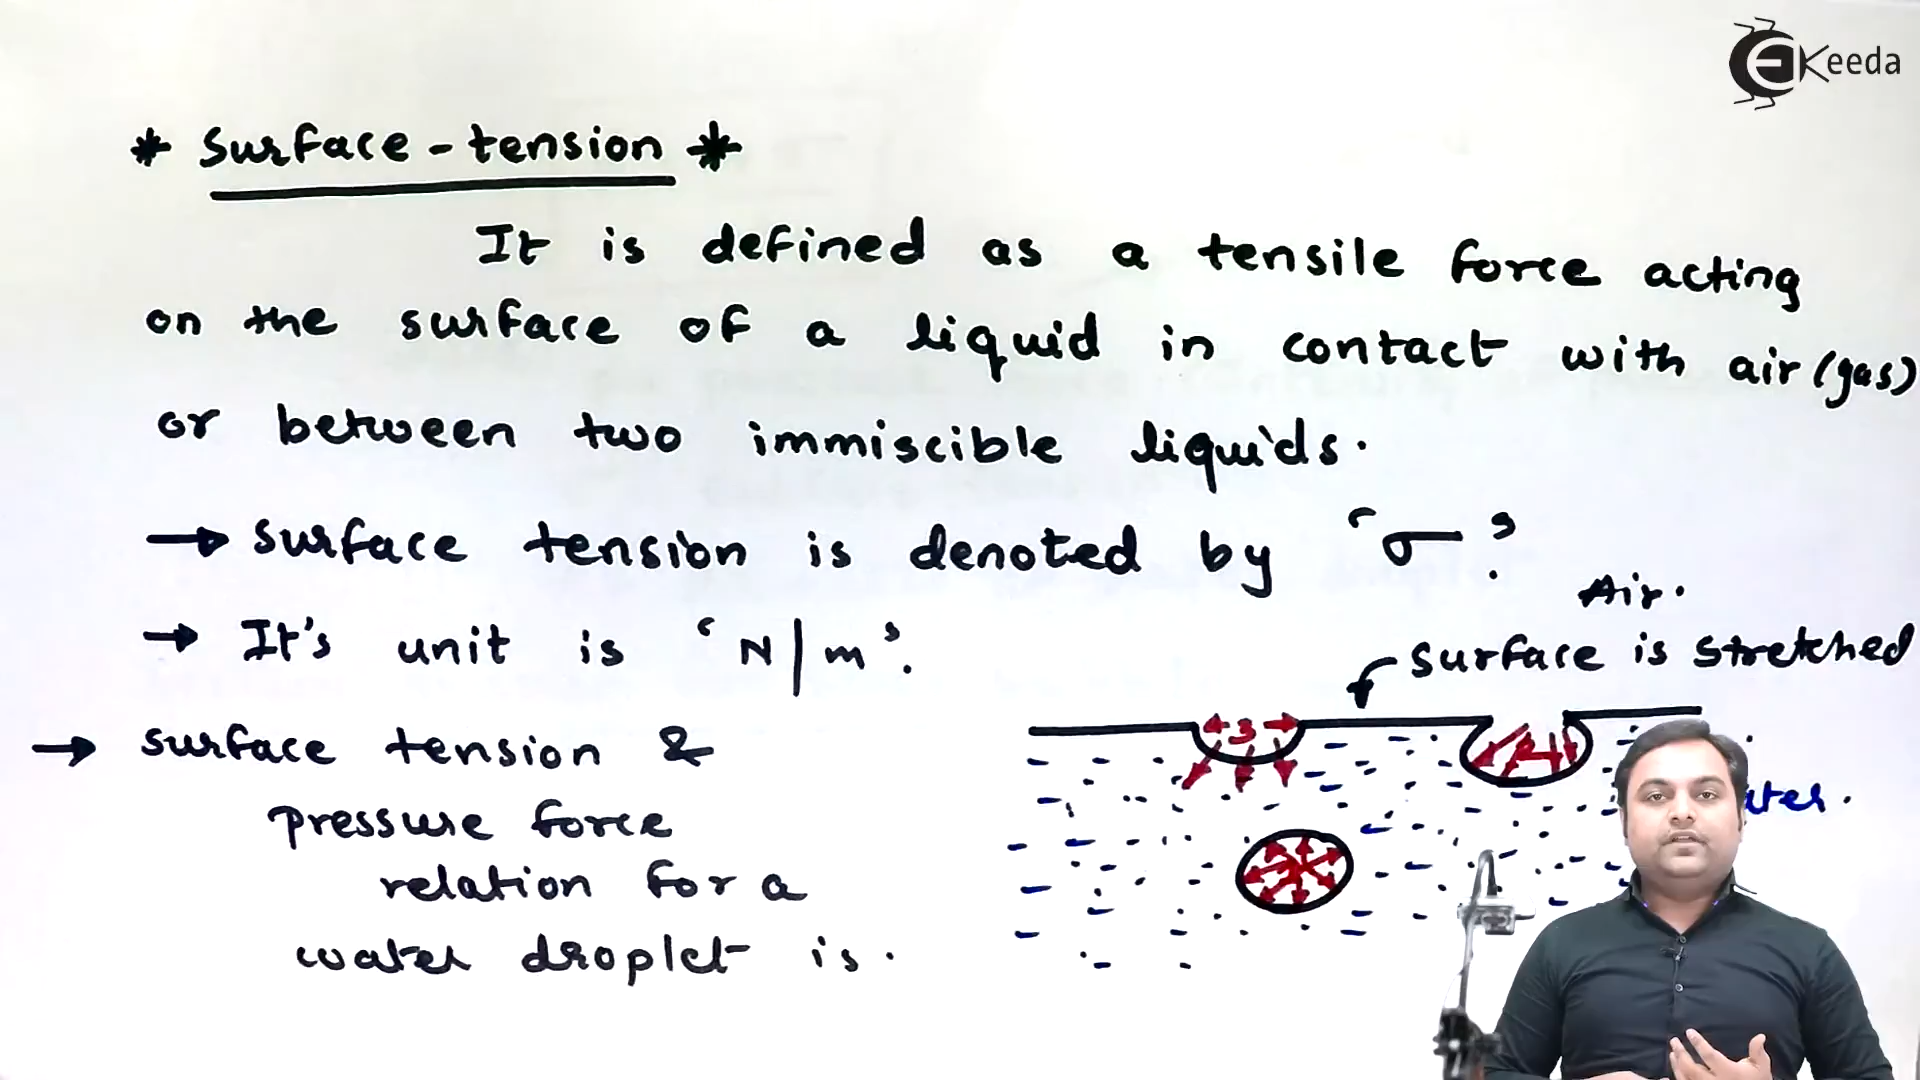 Keeda
* Surface-tension *
It is defined as a tensile force acting
on the surface of a liquid in contact with air (gas)
or between two immiscible liquids.
→ surface tension is denoted by ‘σ’.
→ It's unit is ‘N/m’.
Air.
surface is stretched
→ surface tension &
pressure force
relation for a
water droplet is.
3